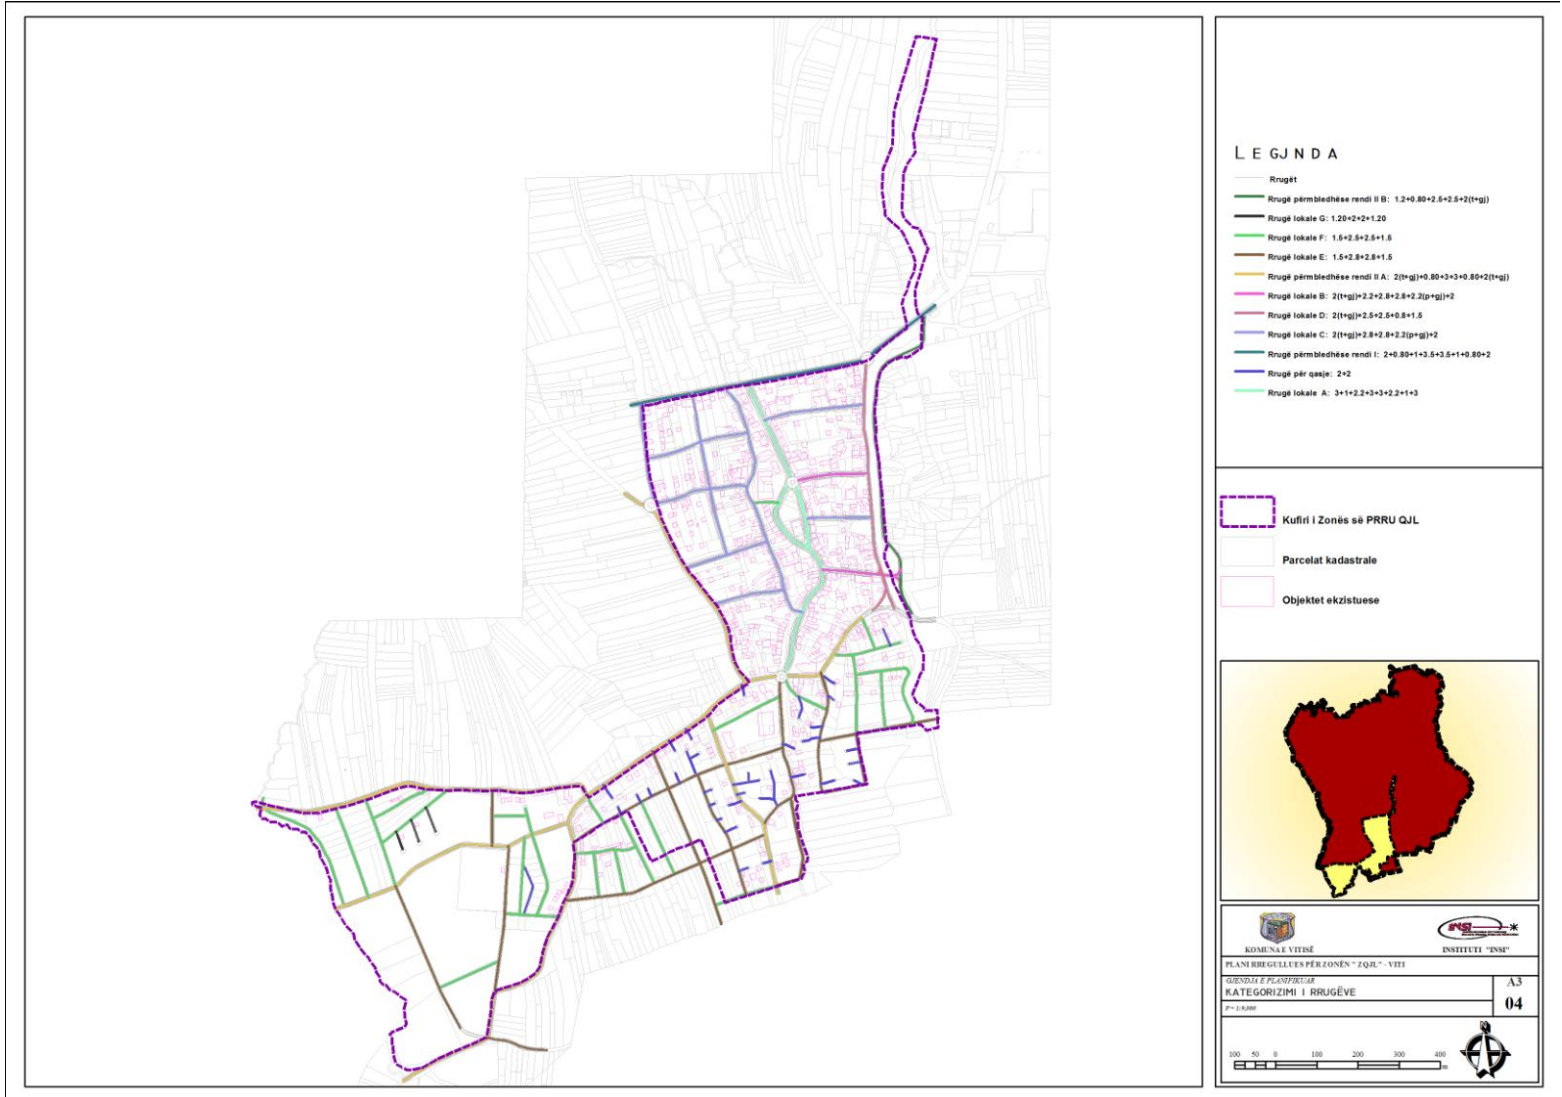 LEGJNDA
Rrugët
Rrugë përmbledhëse rendi II B: 1.2+0.80+2.5+2.5+2(t+gj)
Rrugë lokale G: 1.20+2+2+1.20
Rrugë lokale F: 1.5+2.5+2.5+1.5
Rrugë lokale E: 1.5+2.8+2.8+1.5
Rrugë përmbledhëse rendi II A: 2(t+gj)+0.80+3+3+0.80+2(t+gj)
Rrugë lokale B: 2(t+gj)+2.2+2.8+2.8+2.2(p+gj)+2
Rrugë lokale D: 2(t+gj)+2.5+2.5+0.8+1.5
Rrugë lokale C: 2(t+gj)+2.8+2.8+2.2(p+gj)+2
Rrugë përmbledhëse rendi I: 2+0.80+1+3.5+3.5+1+0.80+2
Rrugë për qasje: 2+2
Rrugë lokale A: 3+1+2.2+3+3+2.2+1+3
Kufiri i Zonës së PRRU QJL
Parcelat kadastrale
Objektet ekzistuese
KOMUNA E VITISË
INSI
INSTITUTI "INSI"
PLANI RREGULLUES PËR ZONËN " ZQJL" - VITI
GJENDJA E PLANIFIKUAR
KATEGORIZIMI I RRUGËVE
A3
04
100 50 0 100 200 300 400
m